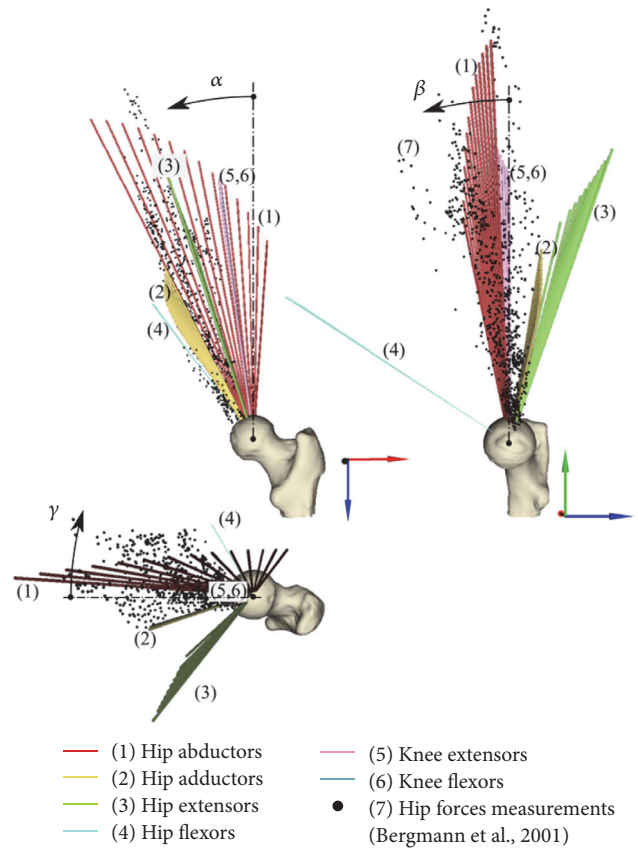 α
β
(1)
(7)
(3)
(5,6)
(5,6)
(1)
(3)
(2)
(2)
(4)
(4)
γ
(4)
(1)
(5,6)
(2)
(3)
(1) Hip abductors
(2) Hip adductors
(3) Hip extensors
(4) Hip flexors
(5) Knee extensors
(6) Knee flexors
(7) Hip forces measurements
(Bergmann et al., 2001)